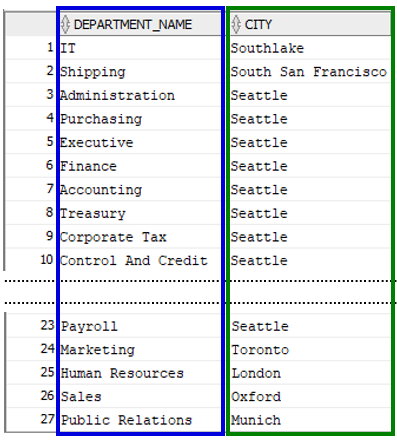 DEPARTMENT_NAME CITY
1 IT Southlake
2 Shipping South San Francisco
3 Administration Seattle
4 Purchasing Seattle
5 Executive Seattle
6 Finance Seattle
7 Accounting Seattle
8 Treasury Seattle
9 Corporate Tax Seattle
10 Control And Credit Seattle
23 Payroll Seattle
24 Marketing Toronto
25 Human Resources London
26 Sales Oxford
27 Public Relations Munich